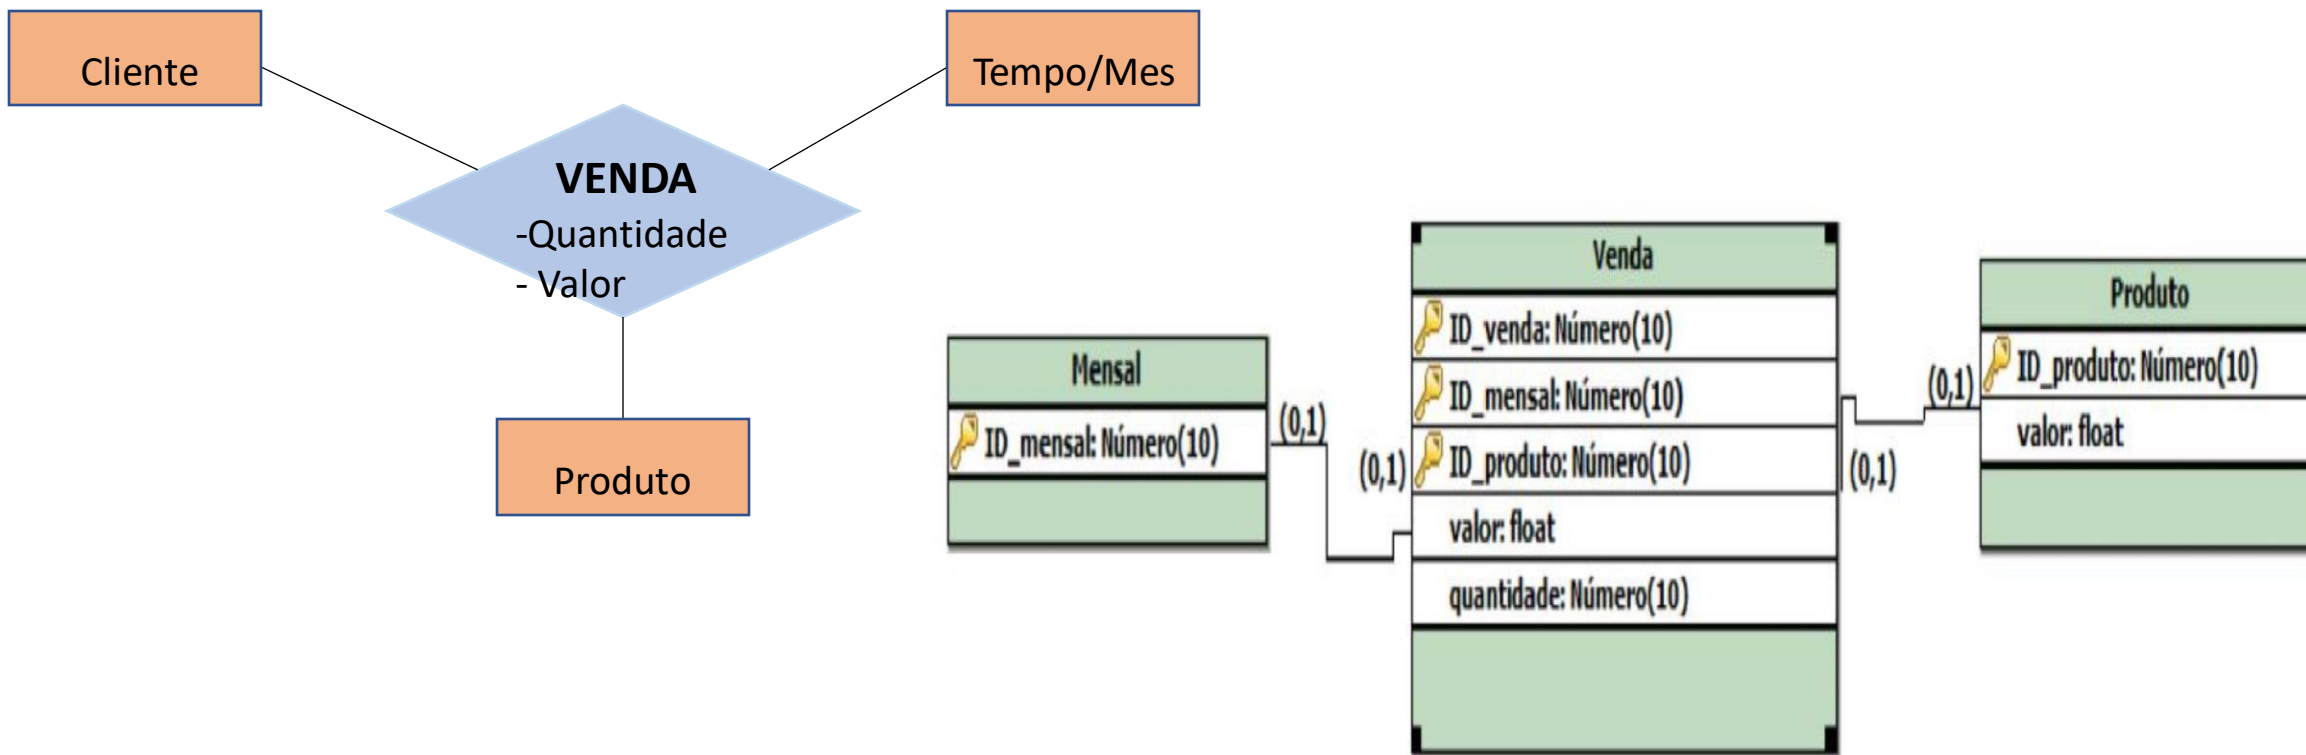 Cliente
Tempo/Mes
VENDA
-Quantidade
- Valor
Produto
Mensal
ID_mensal: Número(10)
(0,1)
(0,1)
Venda
ID_venda: Número(10)
ID_mensal: Número(10)
ID_produto: Número(10)
valor: float
quantidade: Número(10)
(0,1)
(0,1)
Produto
ID_produto: Número(10)
valor: float